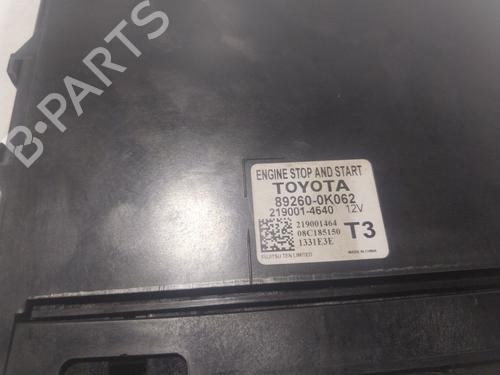 B-PARTS
ENGINE STOP AND START
TOYOTA
89260-0K062
219001-4640 12V
219001464
08C185150
1331E3E
T3
FUJITSU TEN LIMITED
MADE IN CHINA